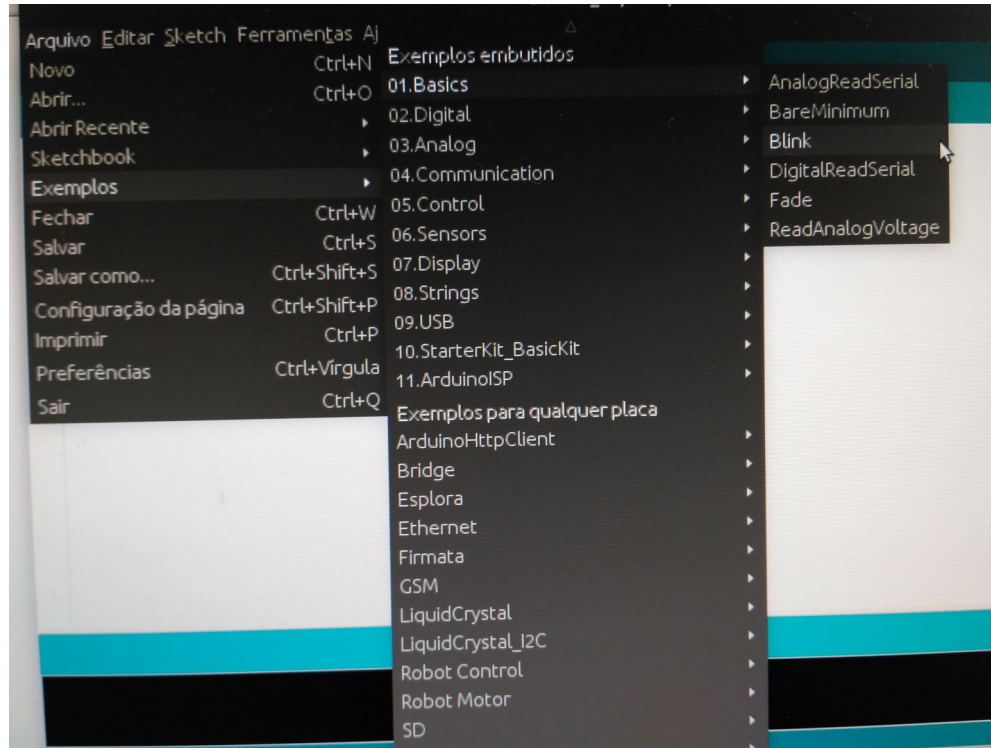 Arquivo Editar Sketch Ferramentas Aj
Novo Ctrl+N
Abrir... Ctrl+O
Abrir Recente
Sketchbook
Exemplos
Fechar Ctrl+W
Salvar Ctrl+S
Salvar como... Ctrl+Shift+S
Configuração da página Ctrl+Shift+P
Imprimir Ctrl+P
Preferências Ctrl+Vírgula
Sair Ctrl+Q
Exemplos embutidos
01.Basics
02.Digital
03.Analog
04.Communication
05.Control
06.Sensors
07.Display
08.Strings
09.USB
10.StarterKit_BasicKit
11.ArduinoISP
Exemplos para qualquer placa
ArduinoHttpClient
Bridge
Esplora
Ethernet
Firmata
GSM
LiquidCrystal
LiquidCrystal_I2C
Robot Control
Robot Motor
SD
AnalogReadSerial
BareMinimum
Blink
DigitalReadSerial
Fade
ReadAnalogVoltage